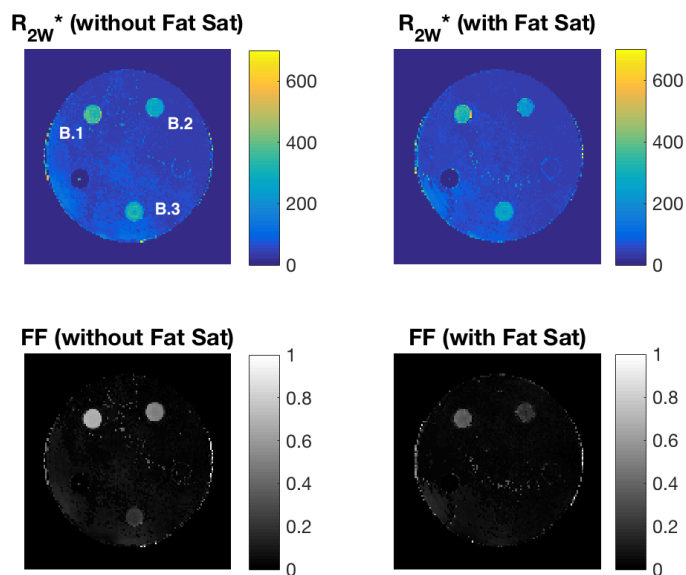 R2W* (without Fat Sat)
R2W* (with Fat Sat)
600
400
200
0
B.1
B.2
B.3
600
400
200
0
FF (without Fat Sat)
FF (with Fat Sat)
1
0.8
0.6
0.4
0.2
0
1
0.8
0.6
0.4
0.2
0